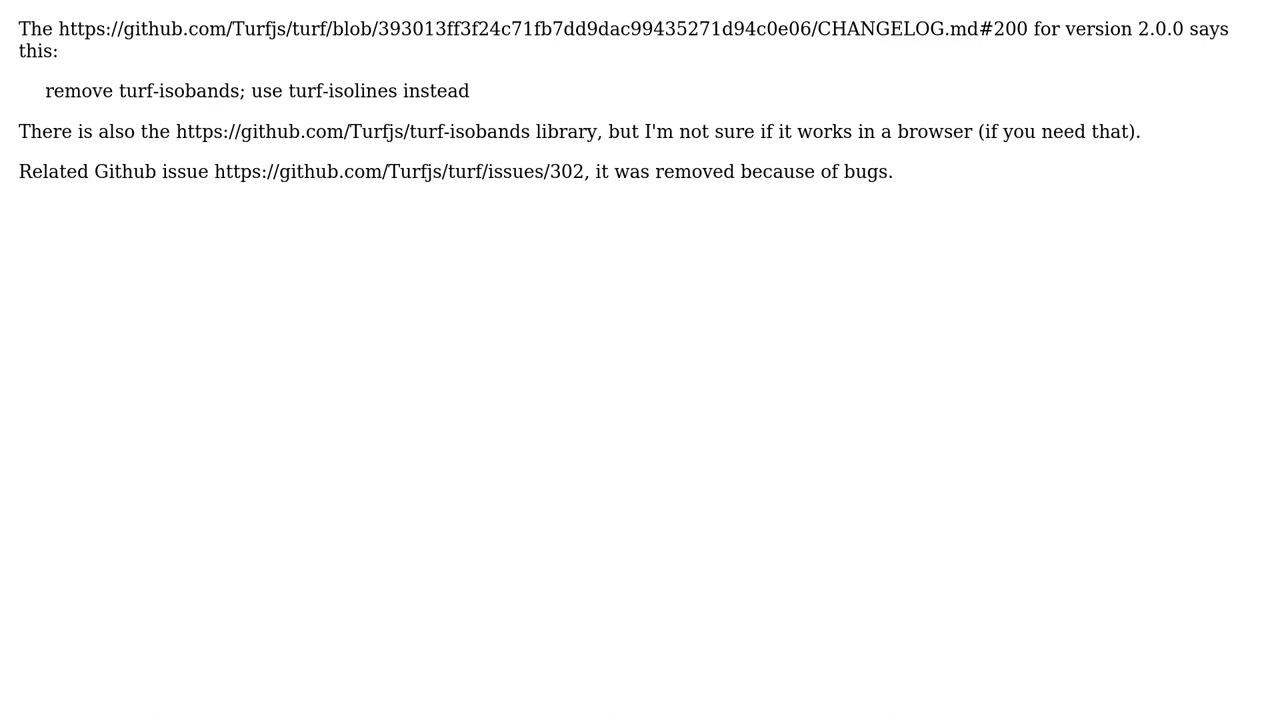 The https://github.com/Turfjs/turf/blob/393013ff3f24c71fb7dd9dac99435271d94c0e06/CHANGELOG.md#200 for version 2.0.0 says
this:
remove turf-isobands; use turf-isolines instead
There is also the https://github.com/Turfjs/turf-isobands library, but I'm not sure if it works in a browser (if you need that).
Related Github issue https://github.com/Turfjs/turf/issues/302, it was removed because of bugs.